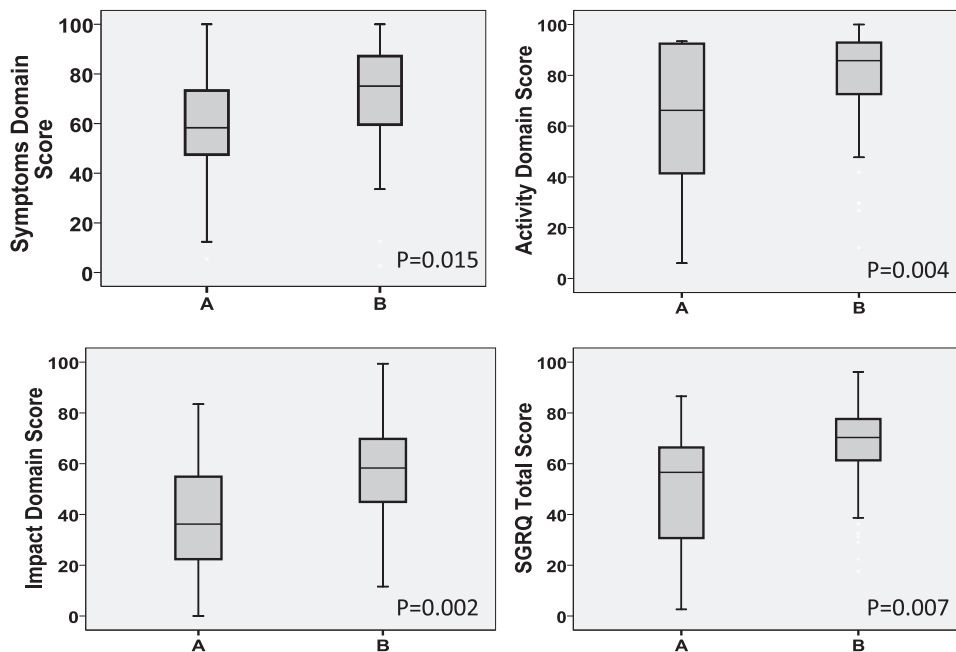 Symptoms Domain
Score
100
80
60
40
20
0
P=0.015
A
B
Activity Domain Score
100
80
60
40
20
0
P=0.004
A
B
Impact Domain Score
100
80
60
40
20
0
P=0.002
A
B
SGRQ Total Score
100
80
60
40
20
0
P=0.007
A
B